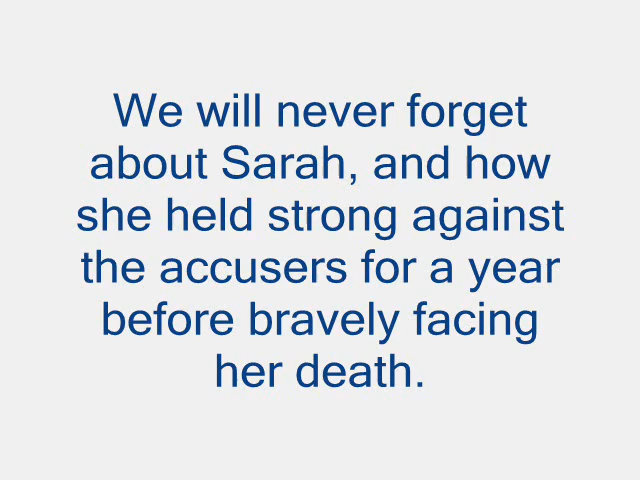 We will never forget
about Sarah, and how
she held strong against
the accusers for a year
before bravely facing
her death.